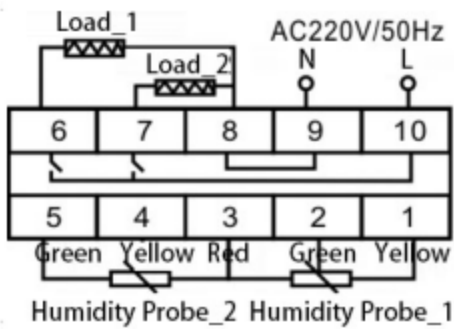 Load_1
AC220V/50Hz
Load_2
N L
6 7 8 9 10
5 4 3 2 1
Green Yellow Red Green Yellow
Humidity Probe_2 Humidity Probe_1